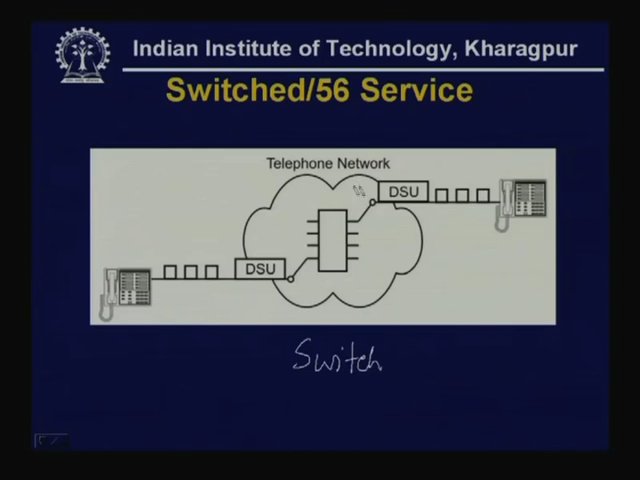 Indian Institute of Technology, Kharagpur
Switched/56 Service
Telephone Network
DSU
DSU
Switch